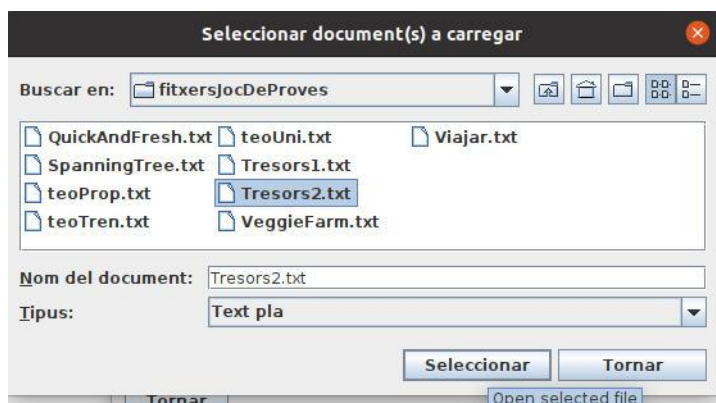 Seleccionar document(s) a carregar
Buscar en: fitxersJocDeProves
QuickAndFresh.txt teoUni.txt Viajar.txt
SpanningTree.txt Tresors1.txt
teoProp.txt Tresors2.txt
teoTren.txt VeggieFarm.txt
Nom del document: Tresors2.txt
Tipus: Text pla
Seleccionar Tornar
Tornar Open selected file